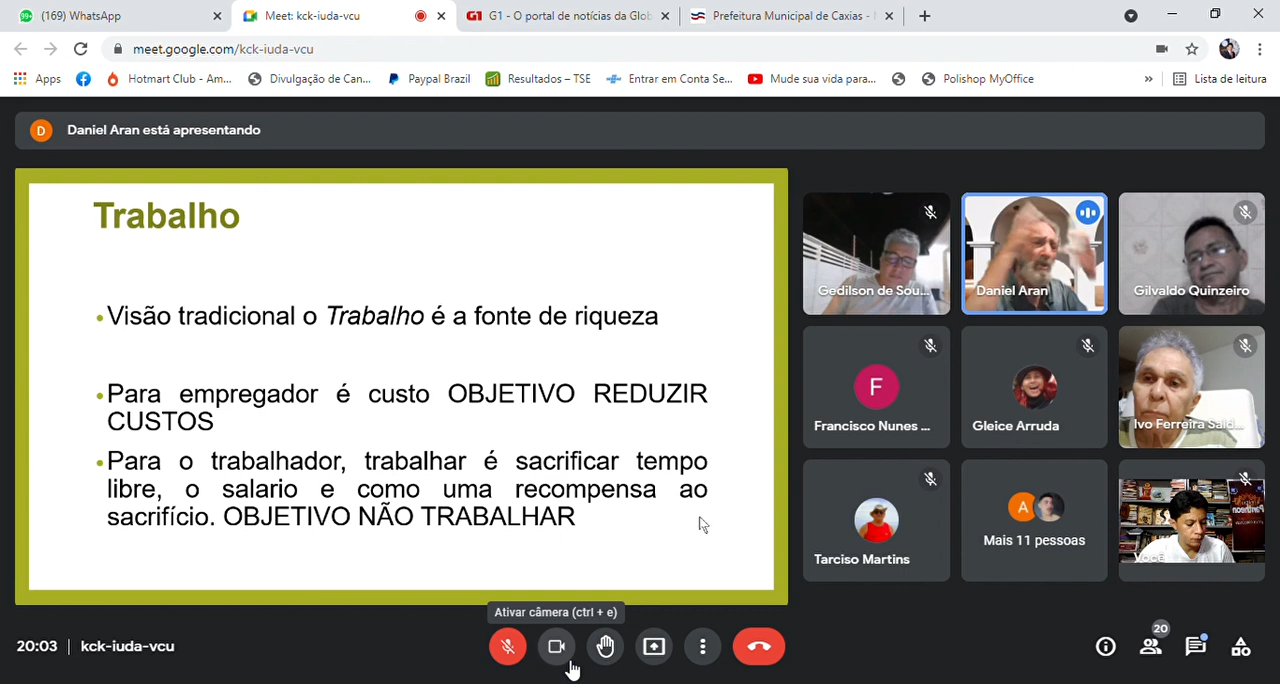 (169) WhatsApp
Meet: kck-iuda-vcu
G1 - O portal de notícias da Glob
Prefeitura Municipal de Caxias -
meet.google.com/kck-iuda-vcu
Apps
Hotmart Club - Am...
Divulgação de Can...
Paypal Brazil
Resultados – TSE
Entrar em Conta Se...
Mude sua vida para...
Polishop MyOffice
»
Lista de leitura
D
Daniel Aran está apresentando
Trabalho
•Visão tradicional o Trabalho é a fonte de riqueza
•Para empregador é custo OBJETIVO REDUZIR
CUSTOS
•Para o trabalhador, trabalhar é sacrificar tempo
libre, o salario e como uma recompensa ao
sacrifício. OBJETIVO NÃO TRABALHAR
Gedilson de Sou...
Daniel Aran
Gilvaldo Quinzeiro
F
Francisco Nunes ...
Gleice Arruda
Ivo Ferreira Said...
Tarciso Martins
A
Mais 11 pessoas
Você
Pantheon
Ativar câmera (ctrl + e)
20:03 | kck-iuda-vcu
20